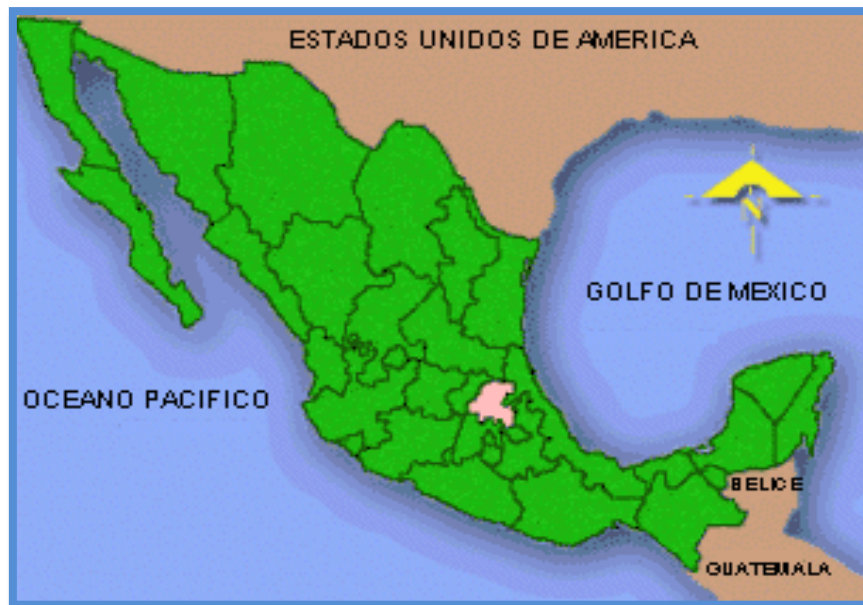 ESTADOS UNIDOS DE AMERICA
N
GOLFO DE MEXICO
OCEANO PACIFICO
BELICE
GUATEMALA